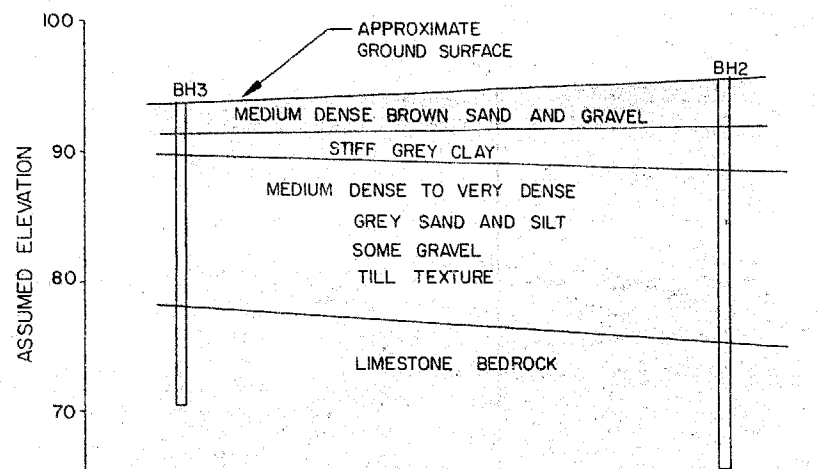 100
APPROXIMATE
GROUND SURFACE
BH3
BH2
MEDIUM DENSE BROWN SAND AND GRAVEL
90
STIFF GREY CLAY
MEDIUM DENSE TO VERY DENSE
GREY SAND AND SILT
SOME GRAVEL
TILL TEXTURE
80
ASSUMED ELEVATION
LIMESTONE BEDROCK
70